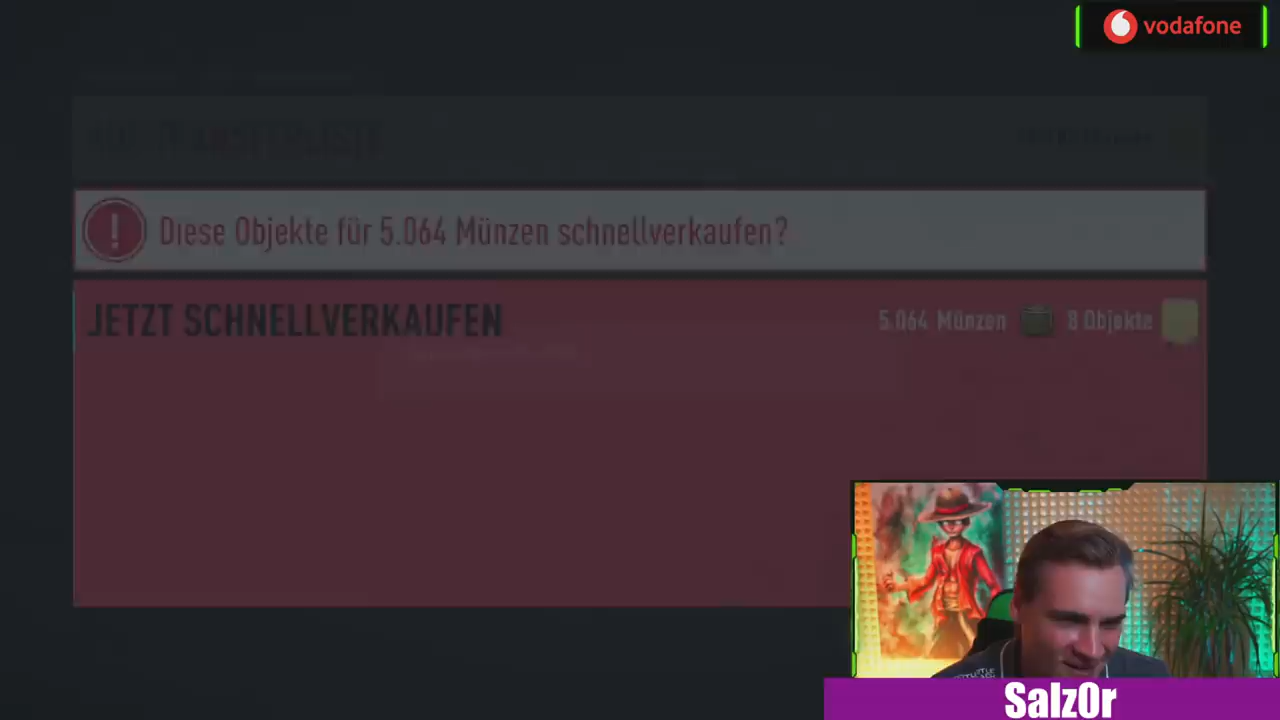 vodafone
Diese Objekte für 5.064 Münzen schnellverkaufen?
JETZT SCHNELLVERKAUFEN
5.064 Münzen 8 Objekte
Salz0r